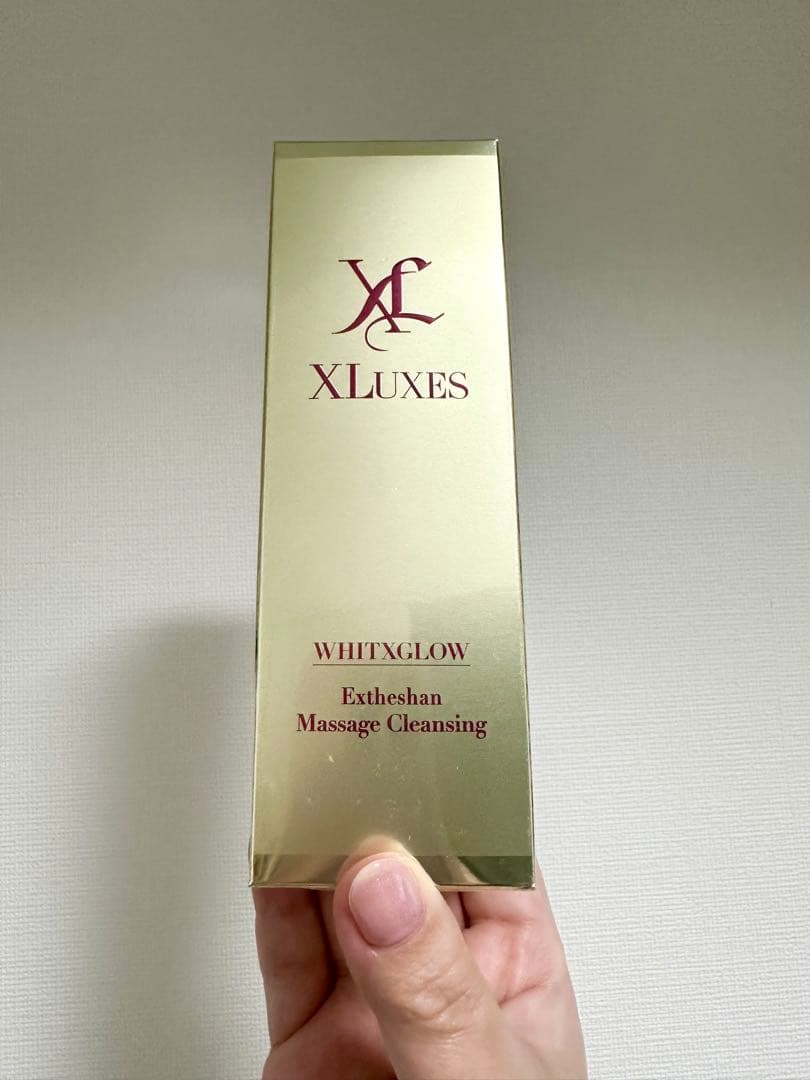 XL
XLUXES
WHITXGLOW
Extheshan
Massage Cleansing